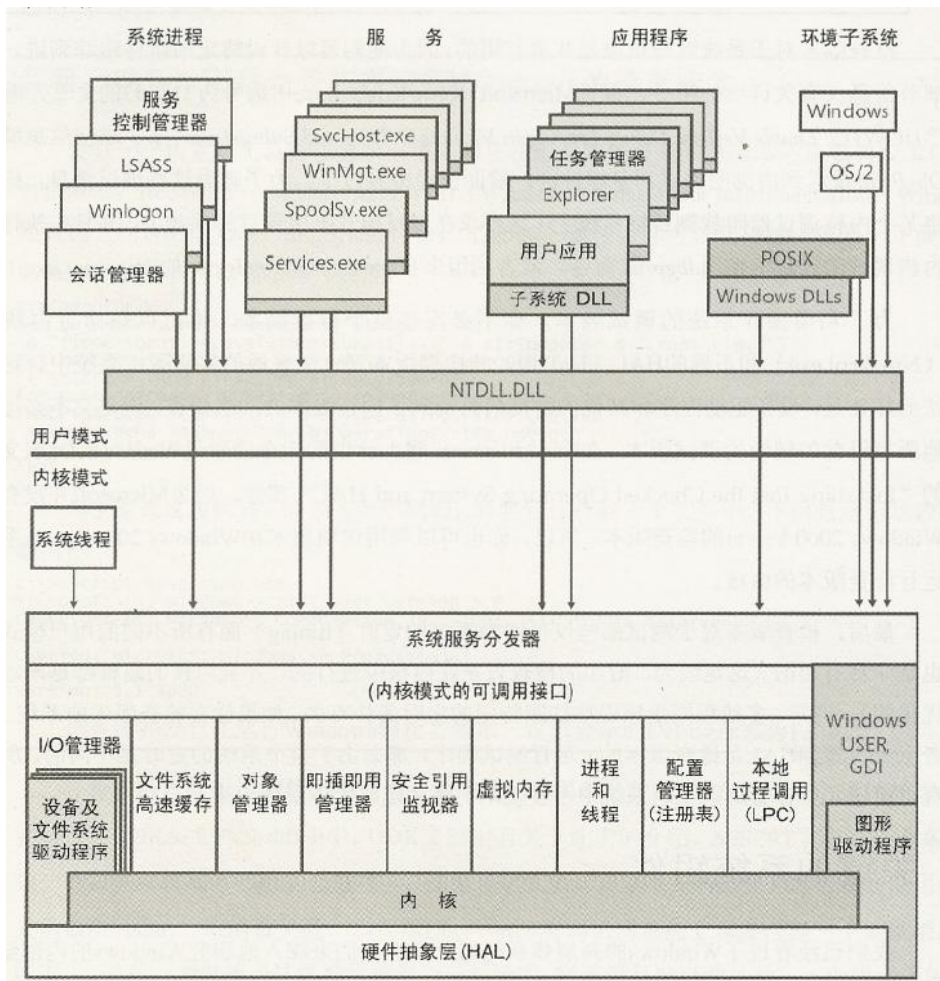 系统进程
服 务
应用程序
环境子系统
服务
控制管理器
LSASS
Winlogon
会话管理器
SvcHost.exe
WinMgt.exe
SpoolSv.exe
Services.exe
任务管理器
Explorer
用户应用
子系统 DLL
Windows
OS/2
POSIX
Windows DLLs
NTDLL.DLL
用户模式
内核模式
系统线程
系统服务分发器
(内核模式的可调用接口)
Windows
USER,
GDI
I/O管理器
设备及
文件系统
驱动程序
文件系统
高速缓存
对象
管理器
即插即用
管理器
安全引用
监视器
虚拟内存
进程
和
线程
配置
管理器
(注册表)
本地
过程调用
(LPC)
图形
驱动程序
内 核
硬件抽象层(HAL)